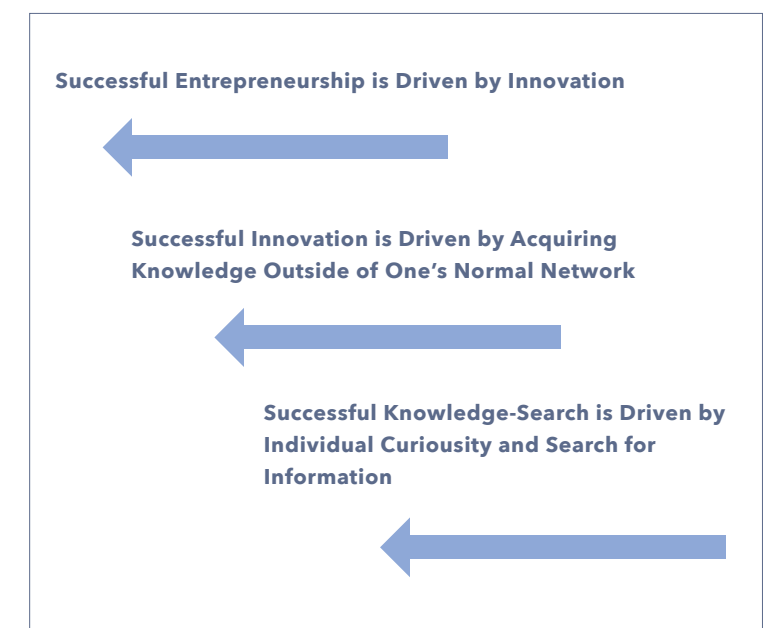 Successful Entrepreneurship is Driven by Innovation
Successful Innovation is Driven by Acquiring
Knowledge Outside of One’s Normal Network
Successful Knowledge-Search is Driven by
Individual Curiousity and Search for
Information